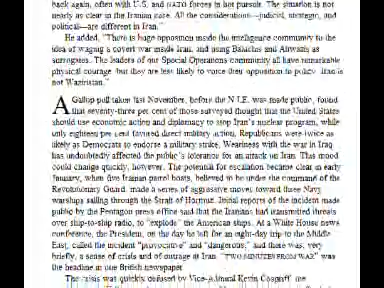 back again, often with U.S. and NATO forces in hot pursuit. The situation is not
nearly as clear in the Iranian case. All the considerations—judicial, strategic, and
political—are different in Iran."
He added, "There is huge opposition inside the intelligence community to the
idea of waging a covert war inside Iran, and using Baluchis and Ahwazis as
surrogates. The leaders of our Special Operations community all have remarkable
physical courage, but they are less likely to voice their opposition to policy. Iran is
not Waziristan."
A Gallup poll taken last November, before the N.I.E. was made public, found
that seventy-three per cent of those surveyed thought that the United States
should use economic action and diplomacy to stop Iran's nuclear program, while
only eighteen per cent favored direct military action. Republicans were twice as
likely as Democrats to endorse a military strike. Weariness with the war in Iraq
has undoubtedly affected the public's tolerance for an attack on Iran. This mood
could change quickly, however. The potential for escalation became clear in early
January, when five Iranian patrol boats, believed to be under the command of the
Revolutionary Guard, made a series of aggressive moves toward three Navy
warships sailing through the Strait of Hormuz. Initial reports of the incident made
public by the Pentagon press office said that the Iranians had transmitted threats
over ship-to-ship radio, to "explode" the American ships. At a White House news
conference, the President, on the day he left for an eight-day trip to the Middle
East, called the incident "provocative" and "dangerous," and there was, very
briefly, a sense of crisis and of outrage at Iran. "TWO MINUTES FROM WAR" was
the headline in one British newspaper.
The crisis was quickly defused by Vice-Admiral Kevin Cosgriff, the